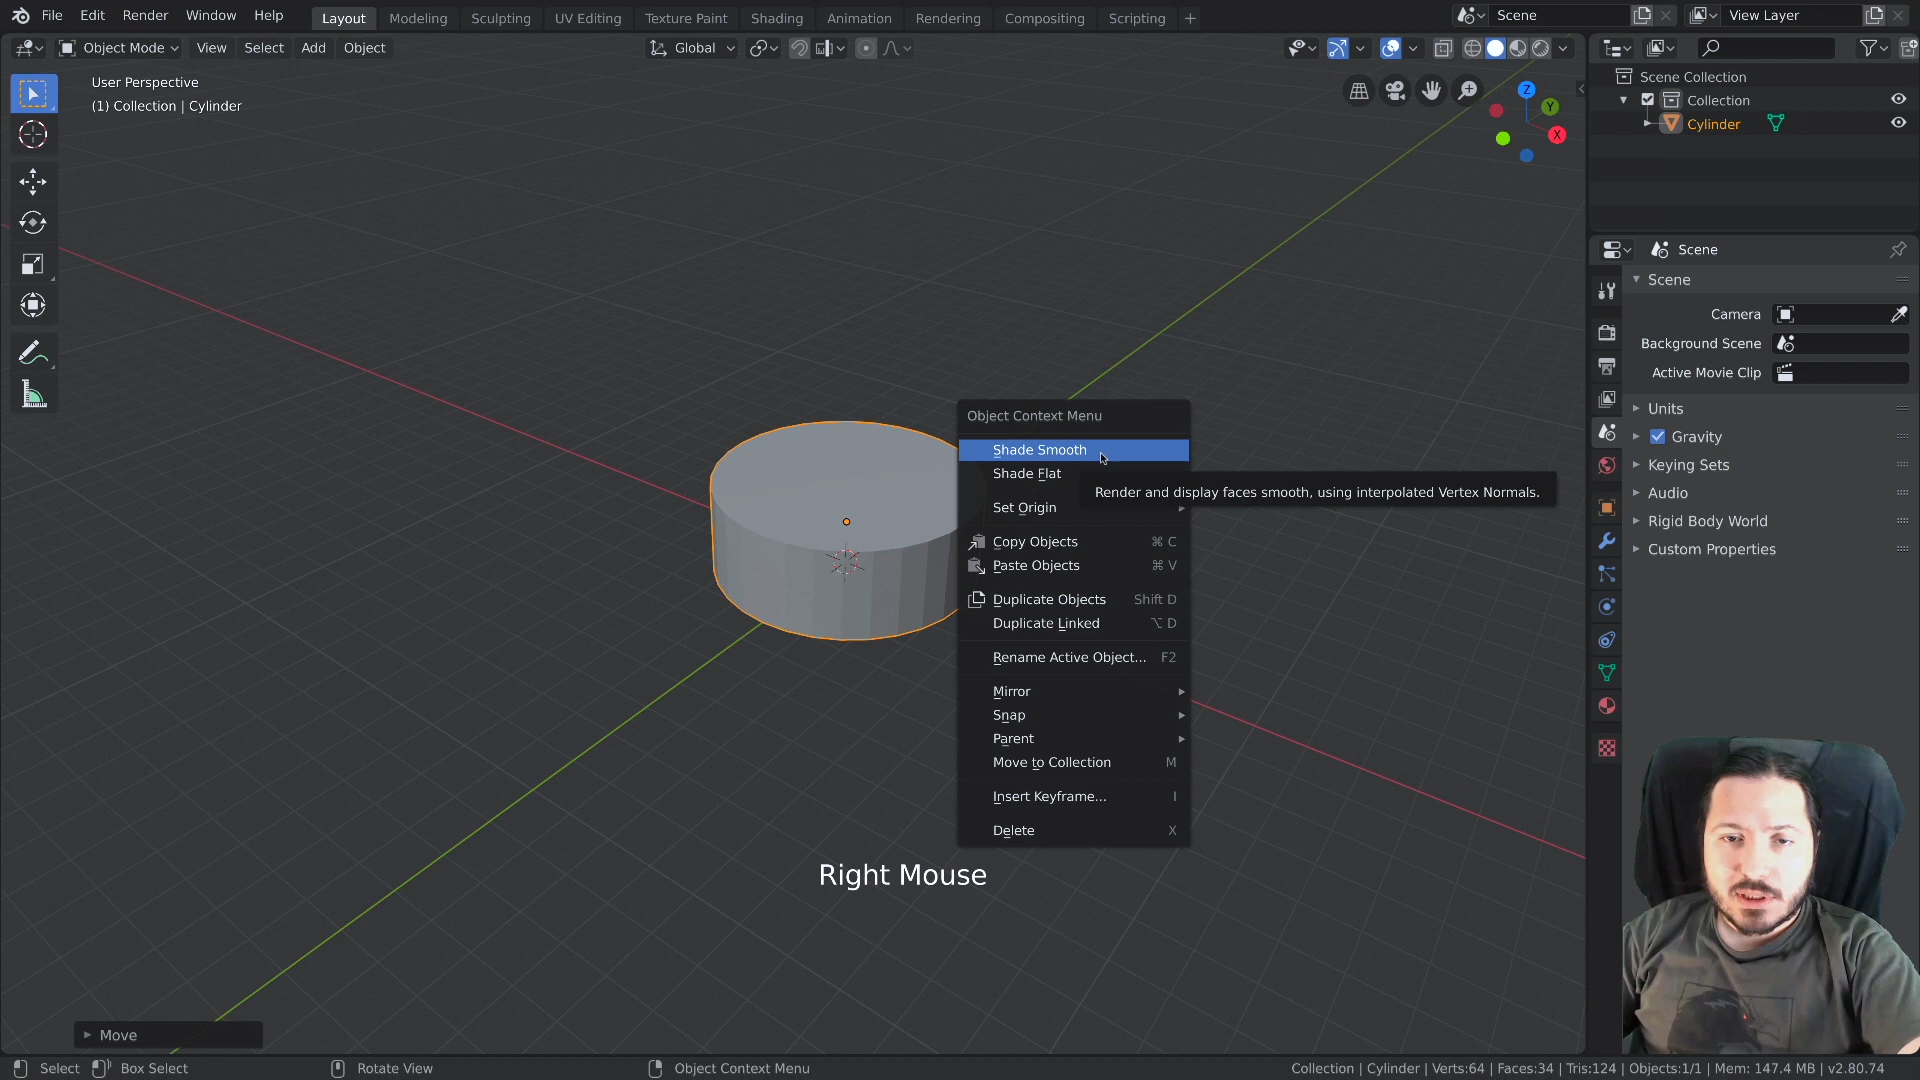 File Edit Render Window Help
Layout Modeling Sculpting UV Editing Texture Paint Shading Animation Rendering Compositing Scripting +
Scene
View Layer
Object Mode View Select Add Object
Global
User Perspective
(1) Collection | Cylinder
Z
Y
X
Scene Collection
Collection
Cylinder
Scene
Scene
Camera
Background Scene
Active Movie Clip
Units
Gravity
Keying Sets
Audio
Rigid Body World
Custom Properties
Object Context Menu
Shade Smooth
Shade Flat
Render and display faces smooth, using interpolated Vertex Normals.
Set Origin
Copy Objects ⌘ C
Paste Objects ⌘ V
Duplicate Objects Shift D
Duplicate Linked ⌥ D
Rename Active Object... F2
Mirror
Snap
Parent
Move to Collection M
Insert Keyframe... I
Delete X
Right Mouse
Move
Select Box Select Rotate View Object Context Menu
Collection | Cylinder | Verts:64 | Faces:34 | Tris:124 | Objects:1/1 | Mem: 147.4 MB | v2.80.74